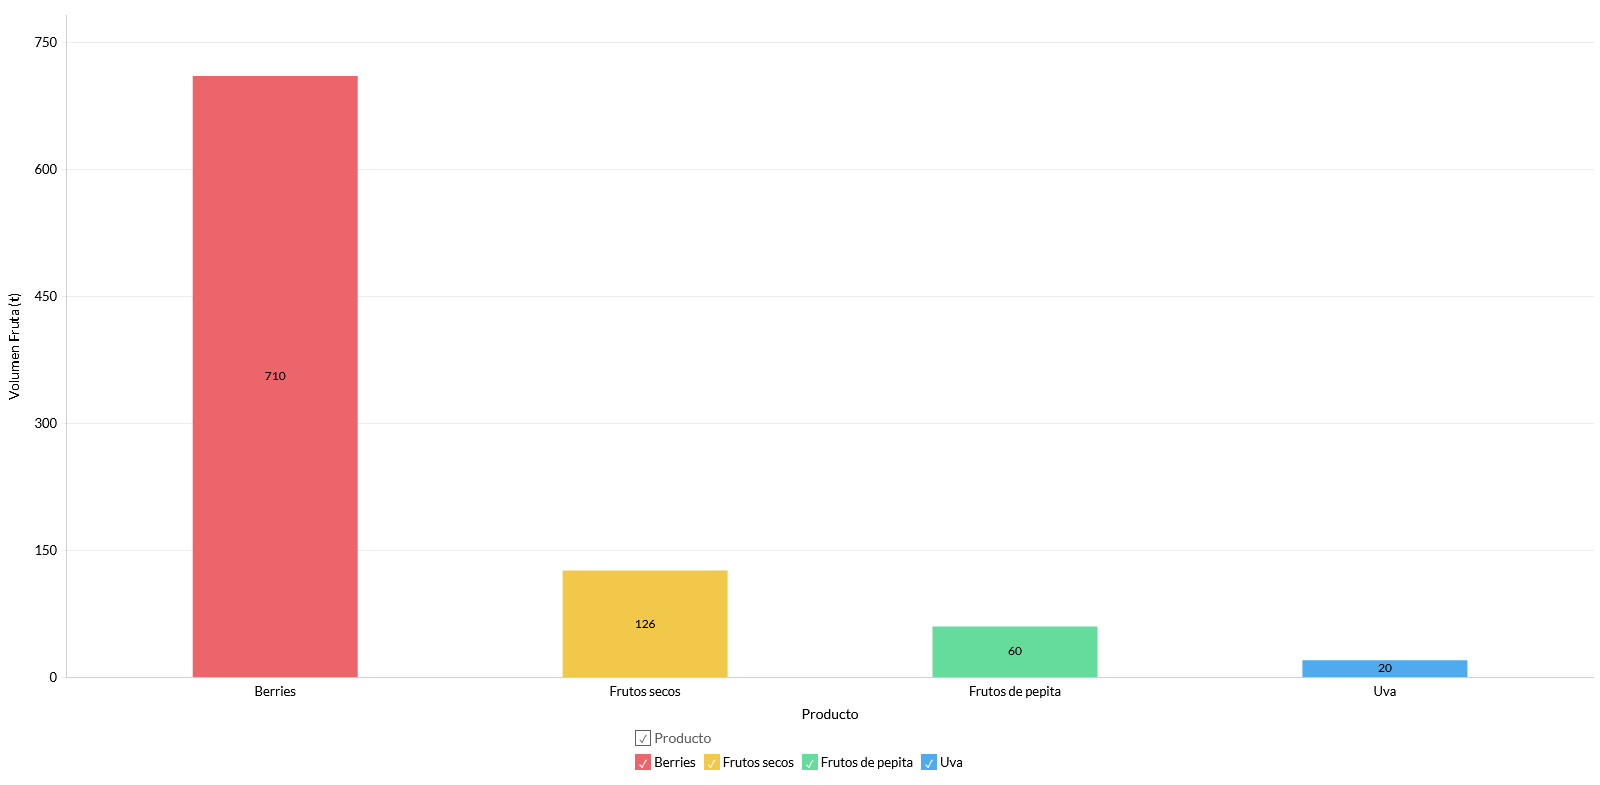 Volumen Fruta (t)
750
600
450
300
150
0
710
126
60
20
Berries
Frutos secos
Frutos de pepita
Uva
Producto
Producto
Berries Frutos secos Frutos de pepita Uva